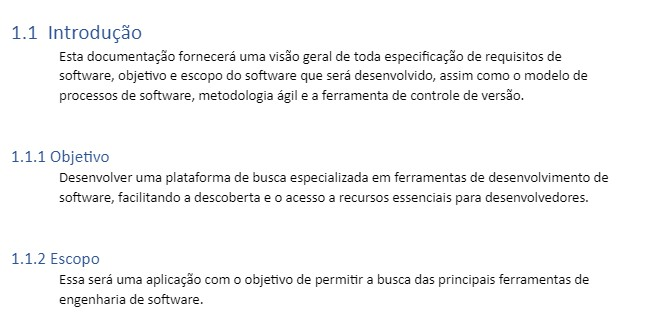 1.1 Introdução
Esta documentação fornecerá uma visão geral de toda especificação de requisitos de
software, objetivo e escopo do software que será desenvolvido, assim como o modelo de
processos de software, metodologia ágil e a ferramenta de controle de versão.
1.1.1 Objetivo
Desenvolver uma plataforma de busca especializada em ferramentas de desenvolvimento de
software, facilitando a descoberta e o acesso a recursos essenciais para desenvolvedores.
1.1.2 Escopo
Essa será uma aplicação com o objetivo de permitir a busca das principais ferramentas de
engenharia de software.